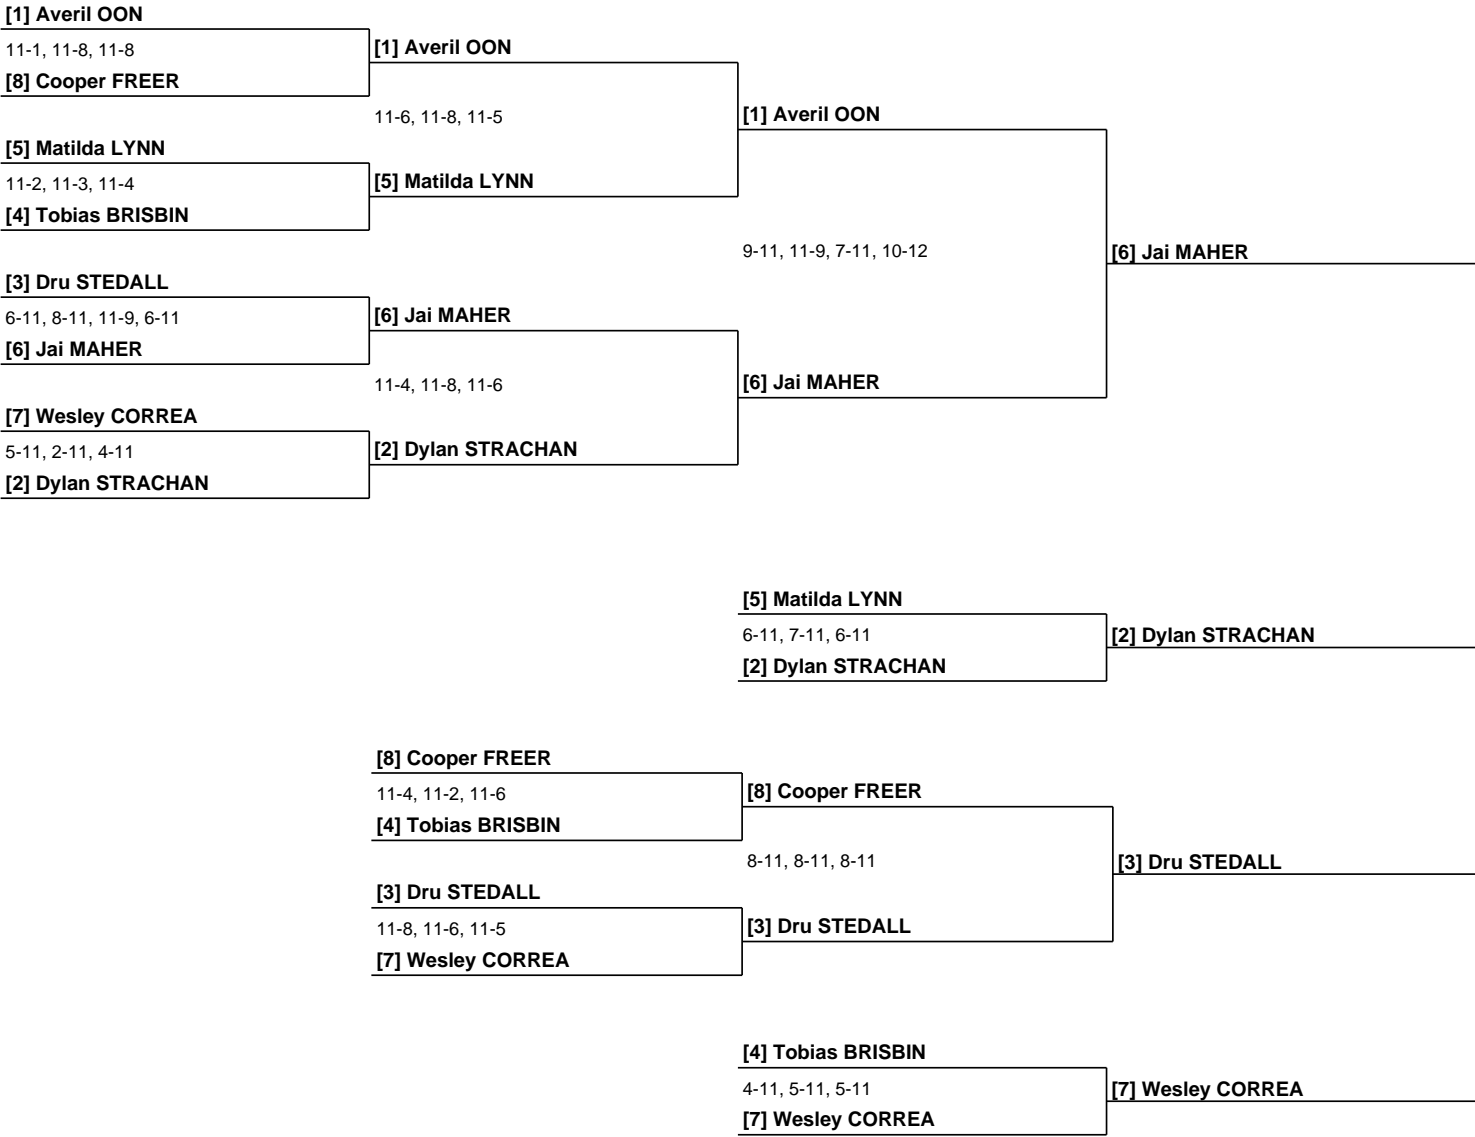 [1] Averil OON
11-1, 11-8, 11-8
[8] Cooper FREER
[5] Matilda LYNN
11-2, 11-3, 11-4
[4] Tobias BRISBIN
[3] Dru STEDALL
6-11, 8-11, 11-9, 6-11
[6] Jai MAHER
[7] Wesley CORREA
5-11, 2-11, 4-11
[2] Dylan STRACHAN
[1] Averil OON
11-6, 11-8, 11-5
[5] Matilda LYNN
[6] Jai MAHER
11-4, 11-8, 11-6
[2] Dylan STRACHAN
[1] Averil OON
9-11, 11-9, 7-11, 10-12
[6] Jai MAHER
[6] Jai MAHER
[5] Matilda LYNN
6-11, 7-11, 6-11
[2] Dylan STRACHAN
[2] Dylan STRACHAN
[8] Cooper FREER
11-4, 11-2, 11-6
[4] Tobias BRISBIN
[3] Dru STEDALL
11-8, 11-6, 11-5
[7] Wesley CORREA
[8] Cooper FREER
8-11, 8-11, 8-11
[3] Dru STEDALL
[3] Dru STEDALL
[4] Tobias BRISBIN
4-11, 5-11, 5-11
[7] Wesley CORREA
[7] Wesley CORREA